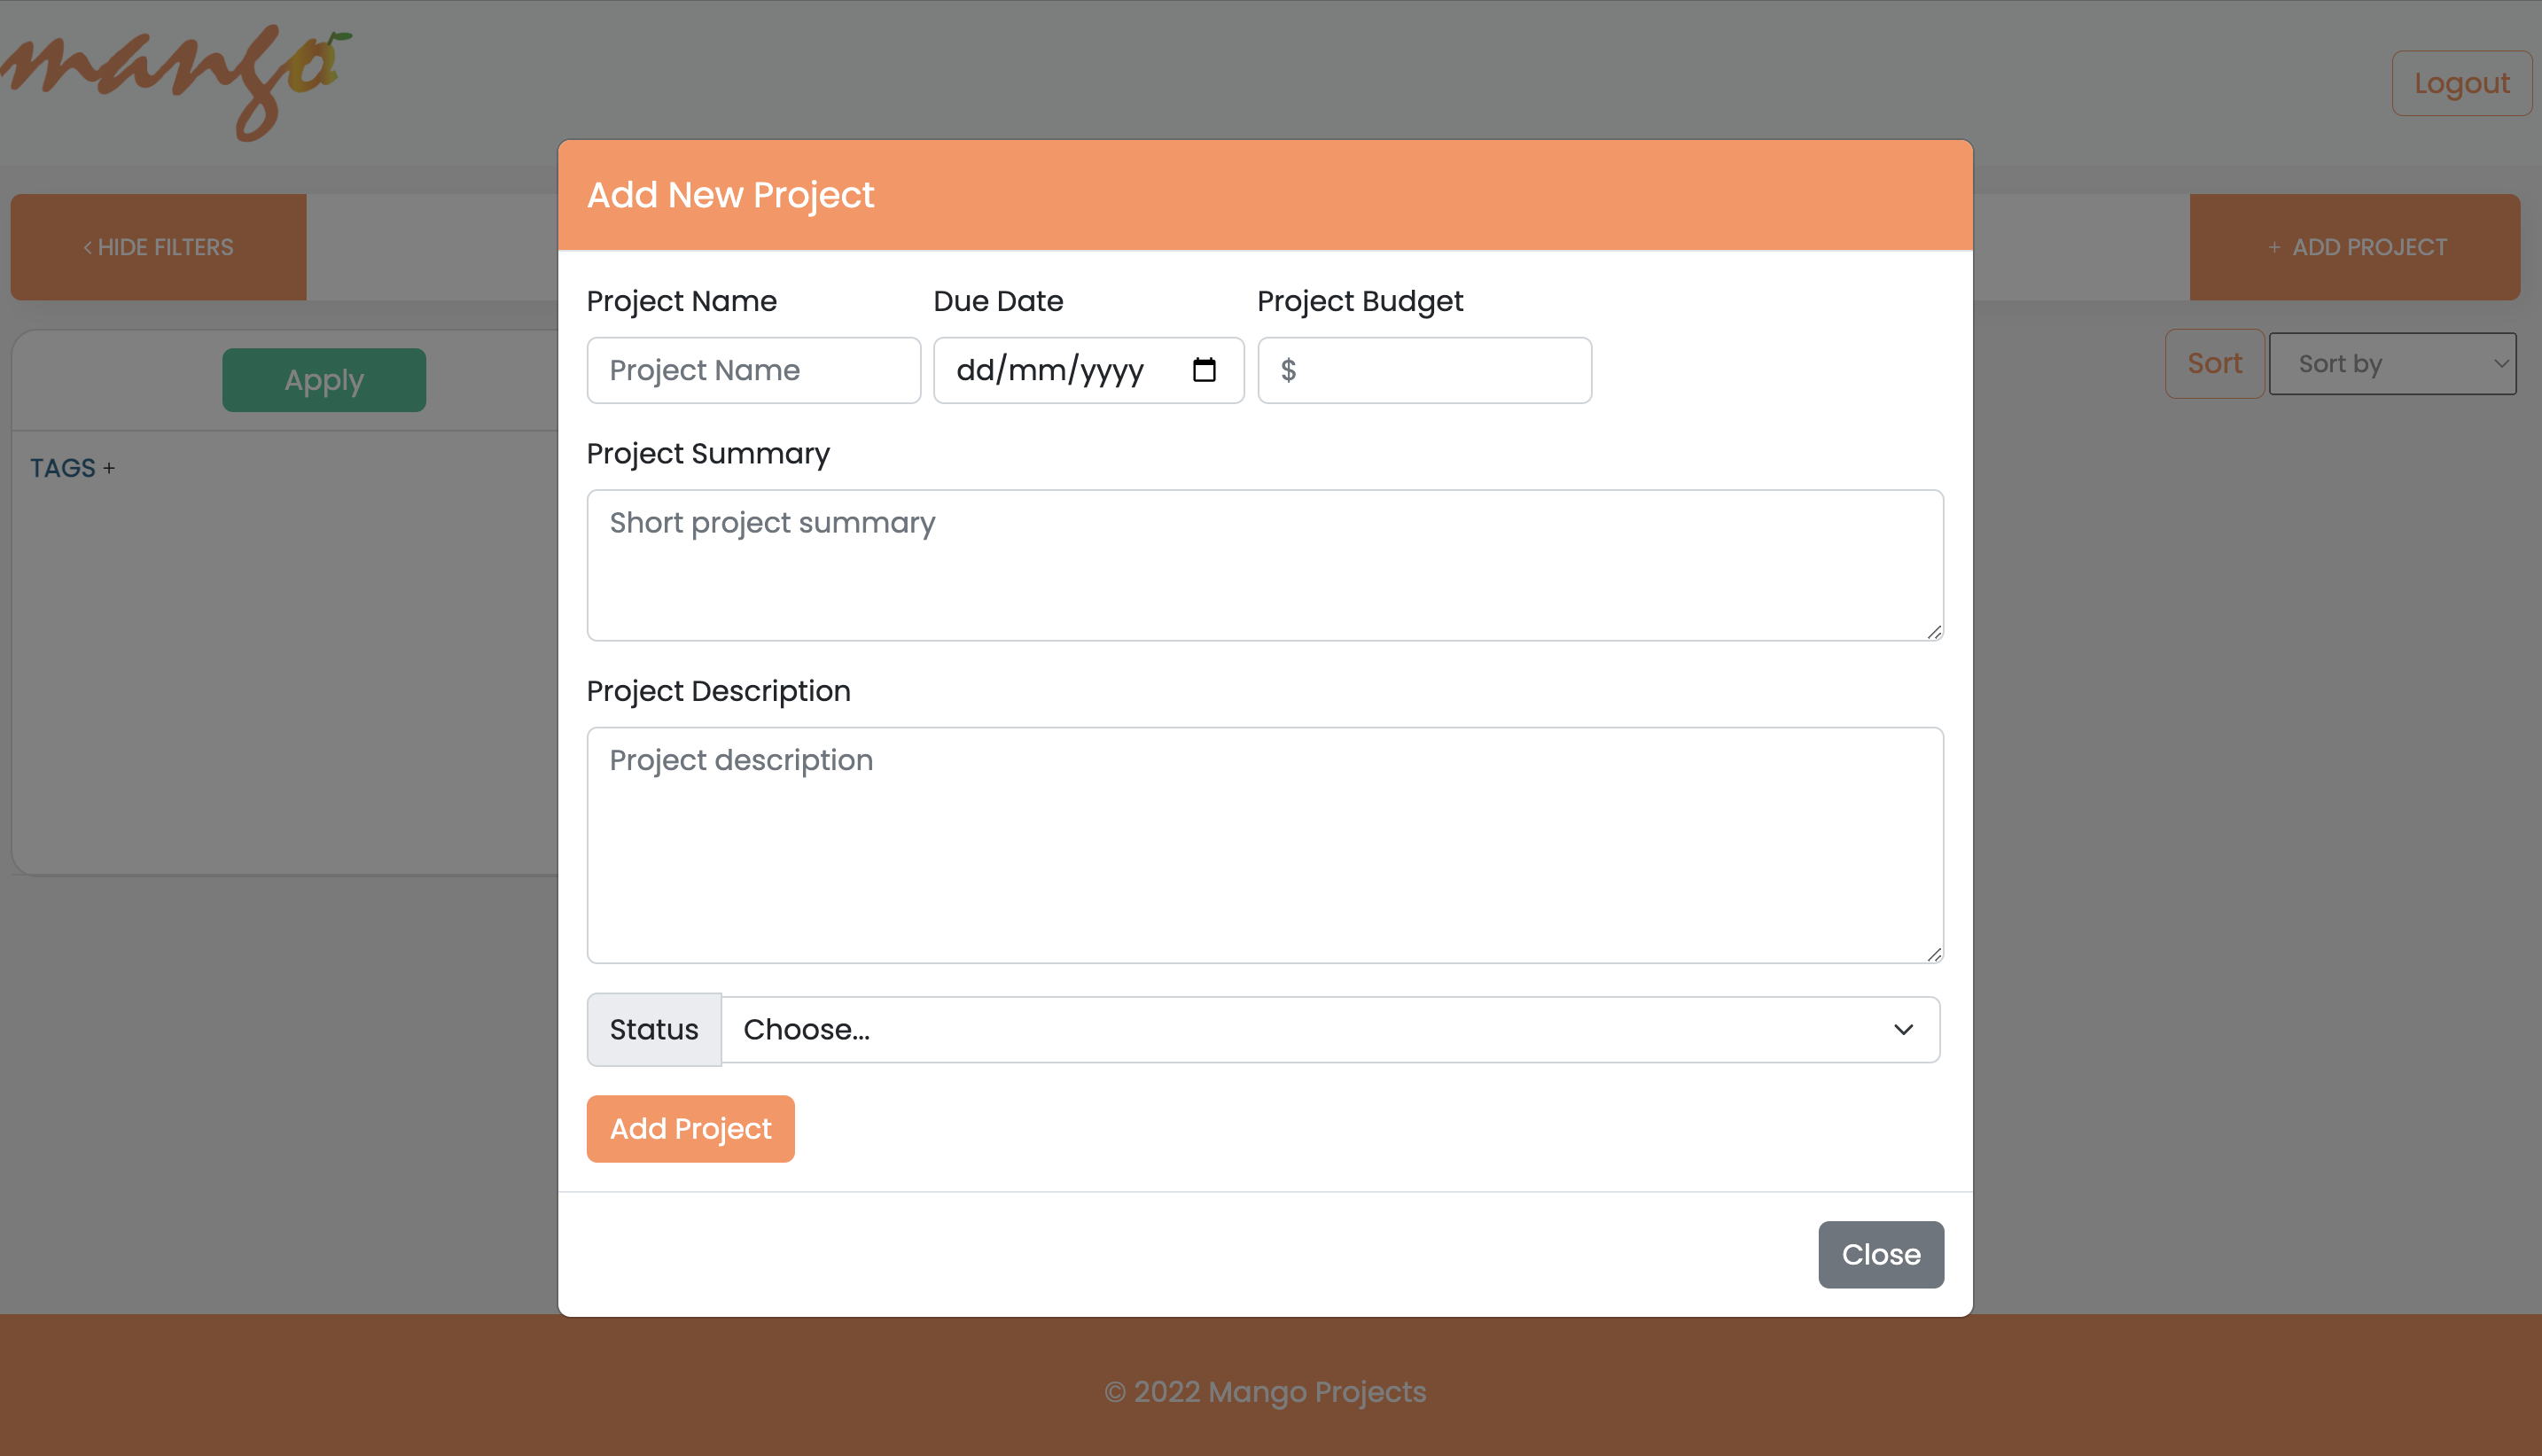 mango
Logout
Add New Project
< HIDE FILTERS
+ ADD PROJECT
Project Name
Due Date
Project Budget
Project Name
dd/mm/yyyy
$
Apply
Sort
Sort by
Project Summary
TAGS +
Short project summary
Project Description
Project description
Status
Choose...
Add Project
Close
© 2022 Mango Projects